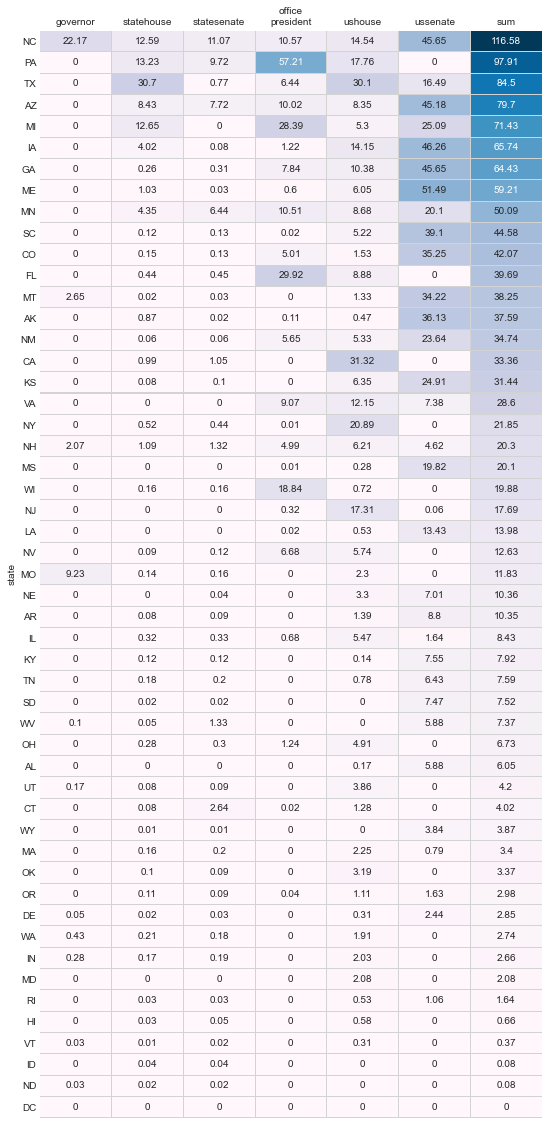 office
governor statehouse statesenate president ushouse ussenate sum
NC 22.17 12.59 11.07 10.57 14.54 45.65 116.58
PA 0 13.23 9.72 57.21 17.76 0 97.91
TX 0 30.7 0.77 6.44 30.1 16.49 84.5
AZ 0 8.43 7.72 10.02 8.35 45.18 79.7
MI 0 12.65 0 28.39 5.3 25.09 71.43
IA 0 4.02 0.08 1.22 14.15 46.26 65.74
GA 0 0.26 0.31 7.84 10.38 45.65 64.43
ME 0 1.03 0.03 0.6 6.05 51.49 59.21
MN 0 4.35 6.44 10.51 8.68 20.1 50.09
SC 0 0.12 0.13 0.02 5.22 39.1 44.58
CO 0 0.15 0.13 5.01 1.53 35.25 42.07
FL 0 0.44 0.45 29.92 8.88 0 39.69
MT 2.65 0.02 0.03 0 1.33 34.22 38.25
AK 0 0.87 0.02 0.11 0.47 36.13 37.59
NM 0 0.06 0.06 5.65 5.33 23.64 34.74
CA 0 0.99 1.05 0 31.32 0 33.36
KS 0 0.08 0.1 0 6.35 24.91 31.44
VA 0 0 0 9.07 12.15 7.38 28.6
NY 0 0.52 0.44 0.01 20.89 0 21.85
NH 2.07 1.09 1.32 4.99 6.21 4.62 20.3
MS 0 0 0 0.01 0.28 19.82 20.1
WI 0 0.16 0.16 18.84 0.72 0 19.88
NJ 0 0 0 0.32 17.31 0.06 17.69
LA 0 0 0 0.02 0.53 13.43 13.98
NV 0 0.09 0.12 6.68 5.74 0 12.63
state
MO 9.23 0.14 0.16 0 2.3 0 11.83
NE 0 0 0.04 0 3.3 7.01 10.36
AR 0 0.08 0.09 0 1.39 8.8 10.35
IL 0 0.32 0.33 0.68 5.47 1.64 8.43
KY 0 0.12 0.12 0 0.14 7.55 7.92
TN 0 0.18 0.2 0 0.78 6.43 7.59
SD 0 0.02 0.02 0 0 7.47 7.52
WV 0.1 0.05 1.33 0 0 5.88 7.37
OH 0 0.28 0.3 1.24 4.91 0 6.73
AL 0 0 0 0 0.17 5.88 6.05
UT 0.17 0.08 0.09 0 3.86 0 4.2
CT 0 0.08 2.64 0.02 1.28 0 4.02
WY 0 0.01 0.01 0 0 3.84 3.87
MA 0 0.16 0.2 0 2.25 0.79 3.4
OK 0 0.1 0.09 0 3.19 0 3.37
OR 0 0.11 0.09 0.04 1.11 1.63 2.98
DE 0.05 0.02 0.03 0 0.31 2.44 2.85
WA 0.43 0.21 0.18 0 1.91 0 2.74
IN 0.28 0.17 0.19 0 2.03 0 2.66
MD 0 0 0 0 2.08 0 2.08
RI 0 0.03 0.03 0 0.53 1.06 1.64
HI 0 0.03 0.05 0 0.58 0 0.66
VT 0.03 0.01 0.02 0 0.31 0 0.37
ID 0 0.04 0.04 0 0 0 0.08
ND 0.03 0.02 0.02 0 0 0 0.08
DC 0 0 0 0 0 0 0